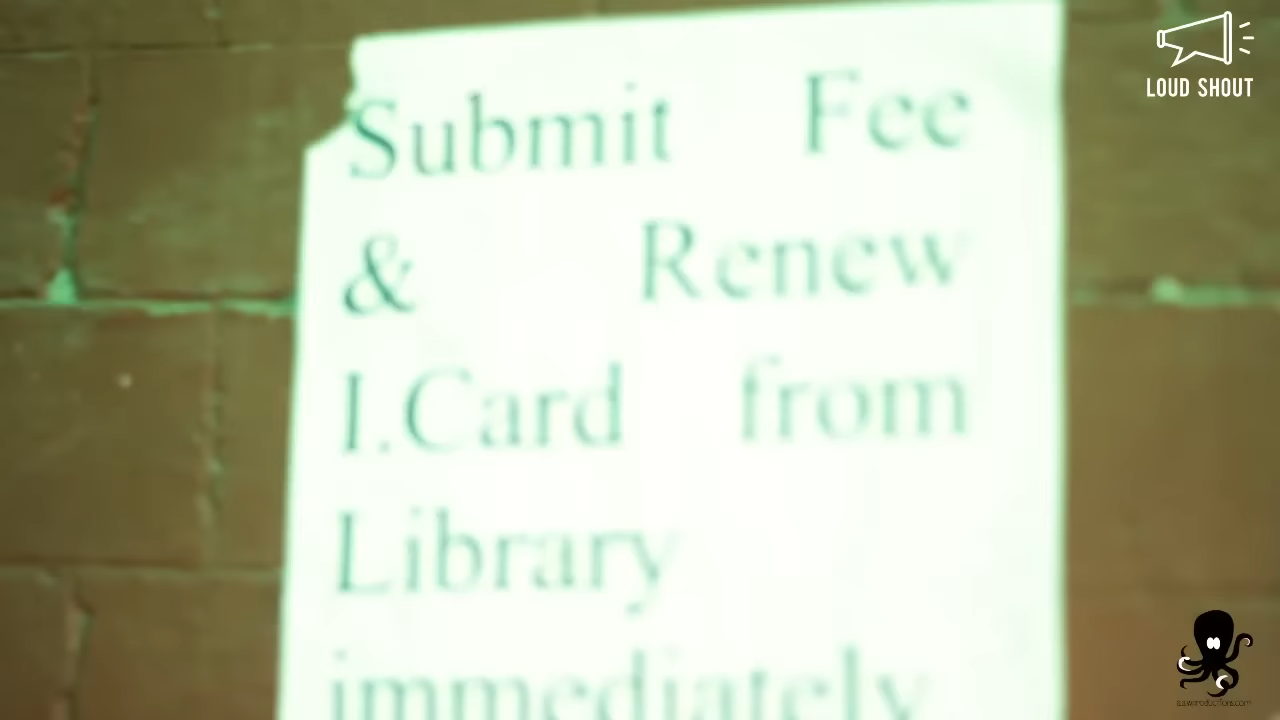 LOUD SHOUT
Submit Fee
& Renew
I.Card from
Library
immediately